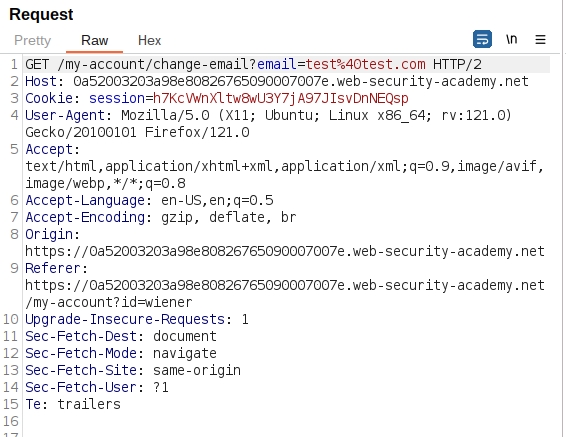 Request
Pretty Raw Hex
\n
1 GET /my-account/change-email?email=test%40test.com HTTP/2
2 Host: 0a52003203a98e80826765090007007e.web-security-academy.net
3 Cookie: session=h7KcVWnXltw8wU3Y7jA97JIsvDnNEQsp
4 User-Agent: Mozilla/5.0 (X11; Ubuntu; Linux x86_64; rv:121.0)
Gecko/20100101 Firefox/121.0
5 Accept:
text/html,application/xhtml+xml,application/xml;q=0.9,image/avif,
image/webp,*/*;q=0.8
6 Accept-Language: en-US,en;q=0.5
7 Accept-Encoding: gzip, deflate, br
8 Origin:
https://0a52003203a98e80826765090007007e.web-security-academy.net
9 Referer:
https://0a52003203a98e80826765090007007e.web-security-academy.net
/my-account?id=wiener
10 Upgrade-Insecure-Requests: 1
11 Sec-Fetch-Dest: document
12 Sec-Fetch-Mode: navigate
13 Sec-Fetch-Site: same-origin
14 Sec-Fetch-User: ?1
15 Te: trailers
16
17